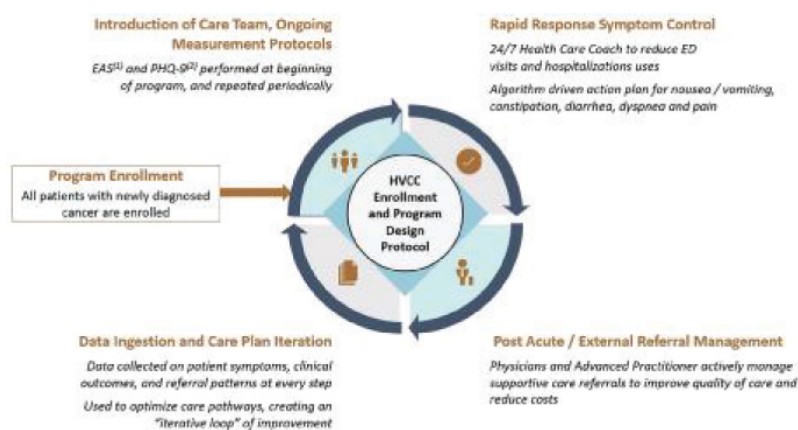 Introduction of Care Team, Ongoing
Measurement Protocols
EAS(1) and PHQ-9(2) performed at beginning
of program, and repeated periodically
Rapid Response Symptom Control
24/7 Health Care Coach to reduce ED
visits and hospitalizations uses
Algorithm driven action plan for nausea / vomiting,
constipation, diarrhea, dyspnea and pain
Program Enrollment
All patients with newly diagnosed
cancer are enrolled
HVCC
Enrollment
and Program
Design
Protocol
Data Ingestion and Care Plan Iteration
Data collected on patient symptoms, clinical
outcomes, and referral patterns at every step
Used to optimize care pathways, creating an
"iterative loop" of improvement
Post Acute / External Referral Management
Physicians and Advanced Practitioner actively manage
supportive care referrals to improve quality of care and
reduce costs